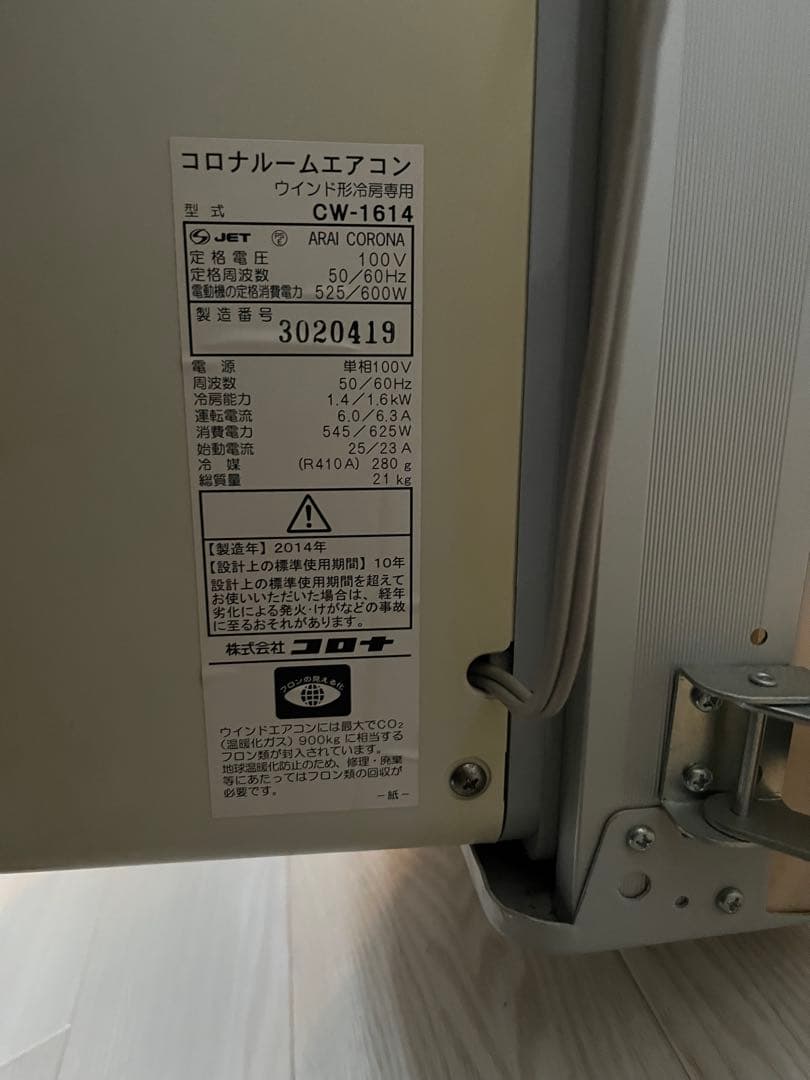 コロナルームエアコン
ウインド形冷房専用
型式 CW-1614
JET PSE ARAI CORONA
定格電圧 100V
定格周波数 50/60Hz
電動機の定格消費電力 525/600W
製造番号 3020419
電源 単相100V
周波数 50/60Hz
冷房能力 1.4/1.6kW
運転電流 6.0/6.3A
消費電力 545/625W
始動電流 25/23A
冷媒 (R410A) 280g
総質量 21kg
【製造年】2014年
【設計上の標準使用期間】10年
設計上の標準使用期間を超えて
お使いいただいた場合は、経年
劣化による発火・けがなどの事故
に至るおそれがあります。
株式会社コロナ
フロンの見える化
ウインドエアコンには最大でCO₂
(温暖化ガス) 900kgに相当する
フロン類が封入されています。
地球温暖化防止のため、修理・廃棄
等にあたってはフロン類の回収が
必要です。
－紙－